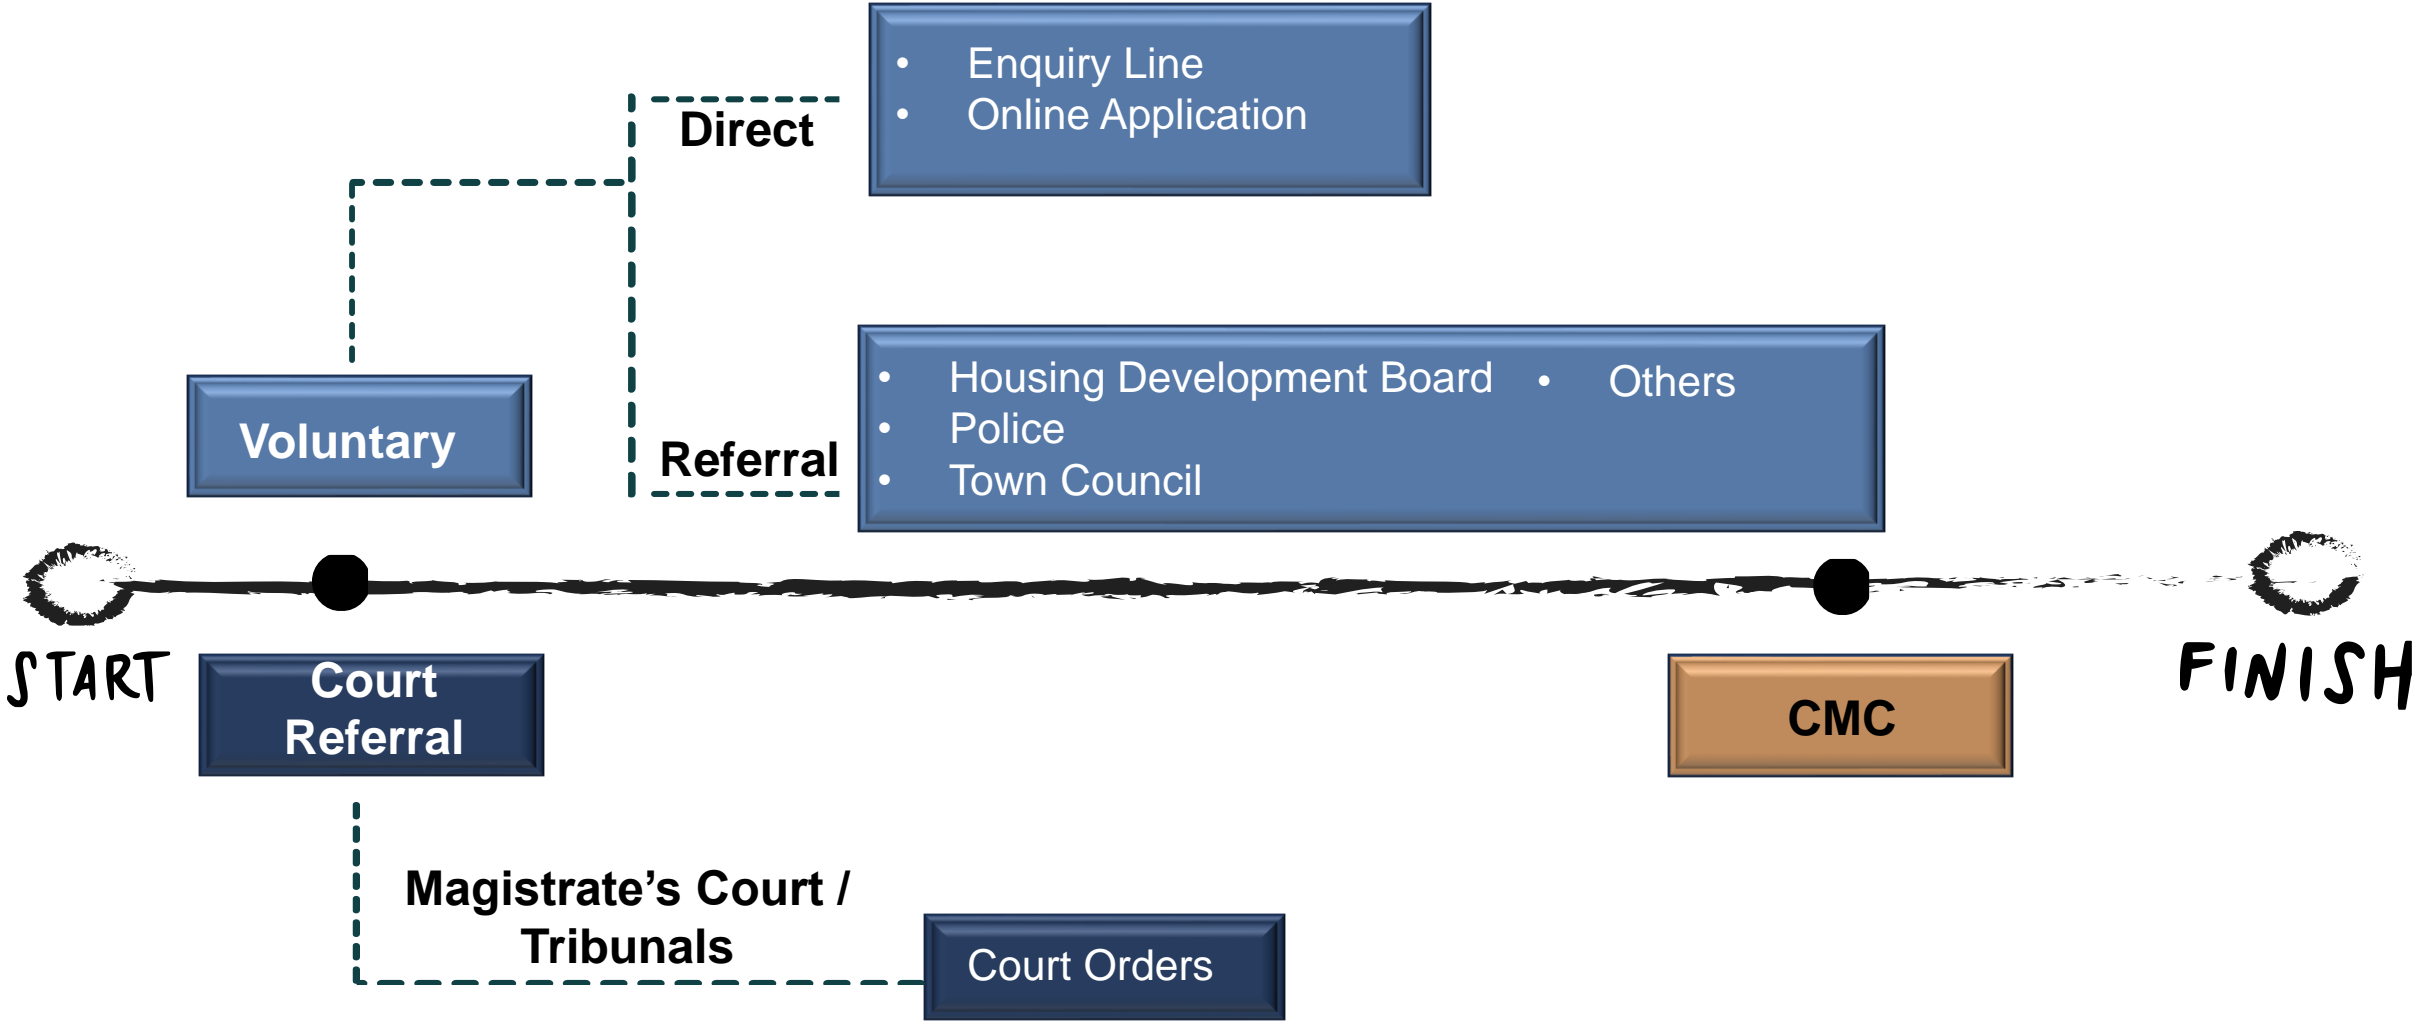 • Enquiry Line
• Online Application
Direct
• Housing Development Board • Others
• Police
• Town Council
Voluntary
Referral
START
FINISH
Court
Referral
CMC
Magistrate’s Court /
Tribunals
Court Orders